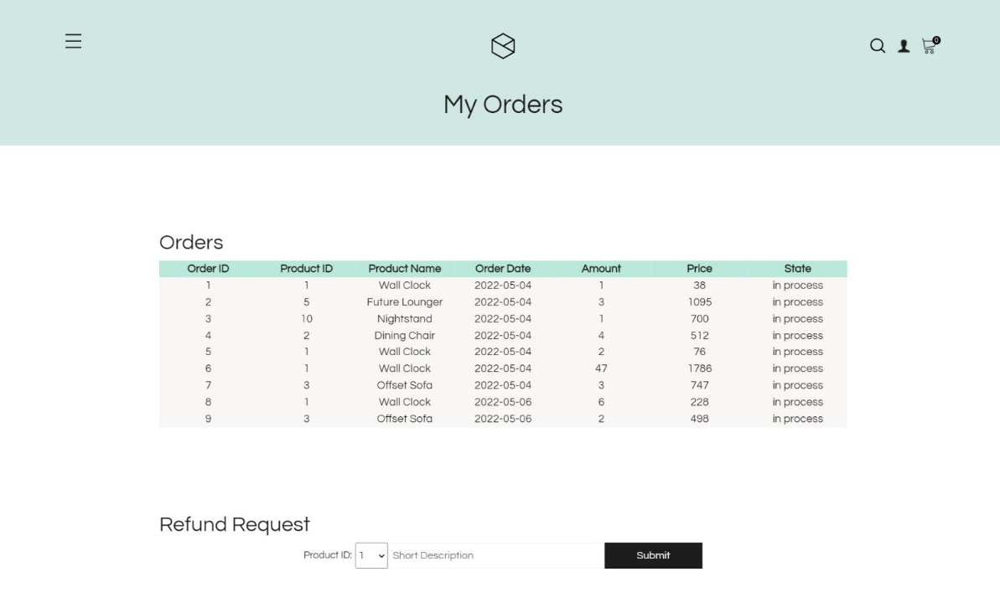 0
My Orders
Orders
Order ID Product ID Product Name Order Date Amount Price State
1 1 Wall Clock 2022-05-04 1 38 in process
2 5 Future Lounger 2022-05-04 3 1095 in process
3 10 Nightstand 2022-05-04 1 700 in process
4 2 Dining Chair 2022-05-04 4 512 in process
5 1 Wall Clock 2022-05-04 2 76 in process
6 1 Wall Clock 2022-05-04 47 1786 in process
7 3 Offset Sofa 2022-05-04 3 747 in process
8 1 Wall Clock 2022-05-06 6 228 in process
9 3 Offset Sofa 2022-05-06 2 498 in process
Refund Request
Product ID: 1 Short Description Submit